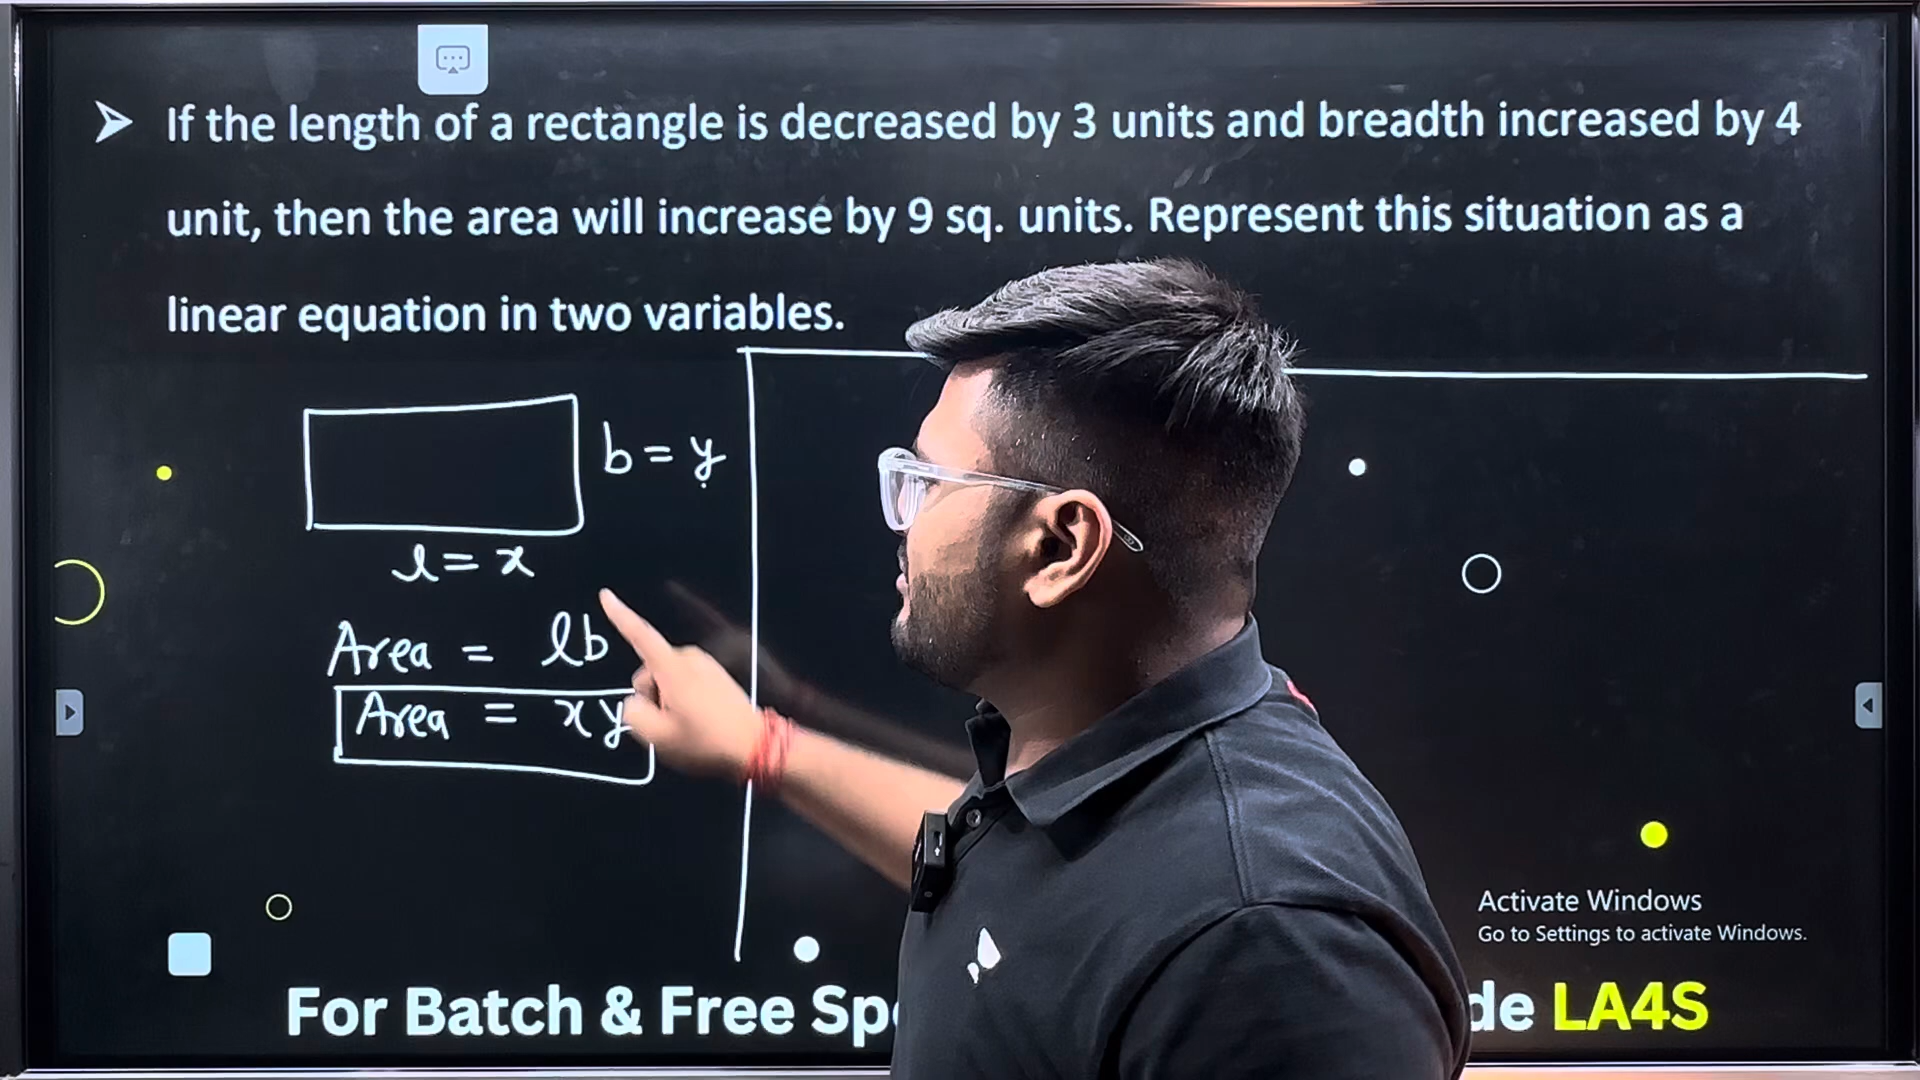 ➤ If the length of a rectangle is decreased by 3 units and breadth increased by 4
unit, then the area will increase by 9 sq. units. Represent this situation as a
linear equation in two variables.
b = y
l = x
Area = lb
Area = xy
Activate Windows
Go to Settings to activate Windows.
For Batch & Free LA4S